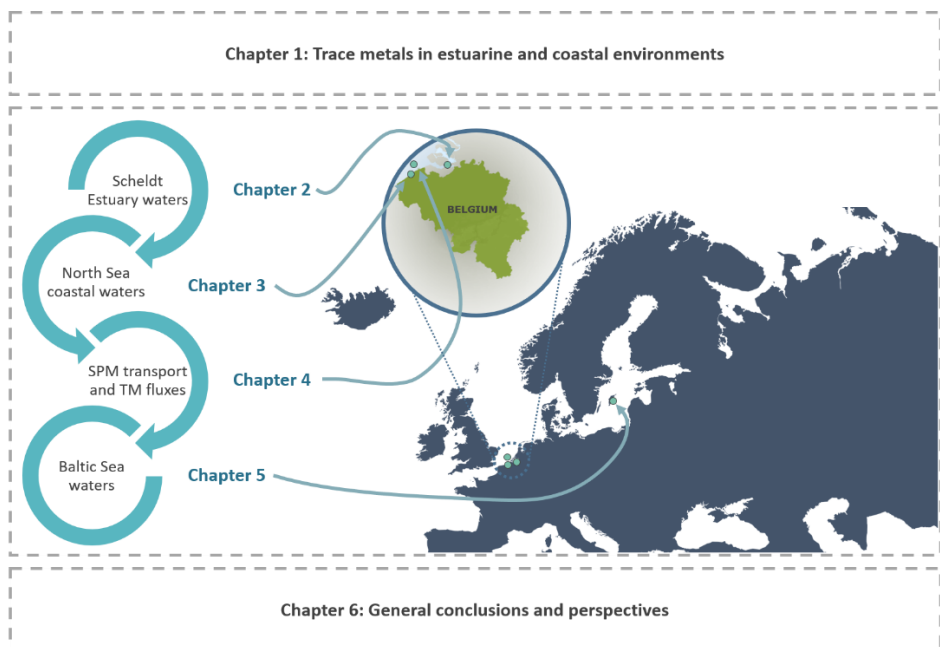 Chapter 1: Trace metals in estuarine and coastal environments
Scheldt
Estuary waters
Chapter 2
BELGIUM
North Sea
coastal waters
Chapter 3
SPM transport
and TM fluxes
Chapter 4
Baltic Sea
waters
Chapter 5
Chapter 6: General conclusions and perspectives